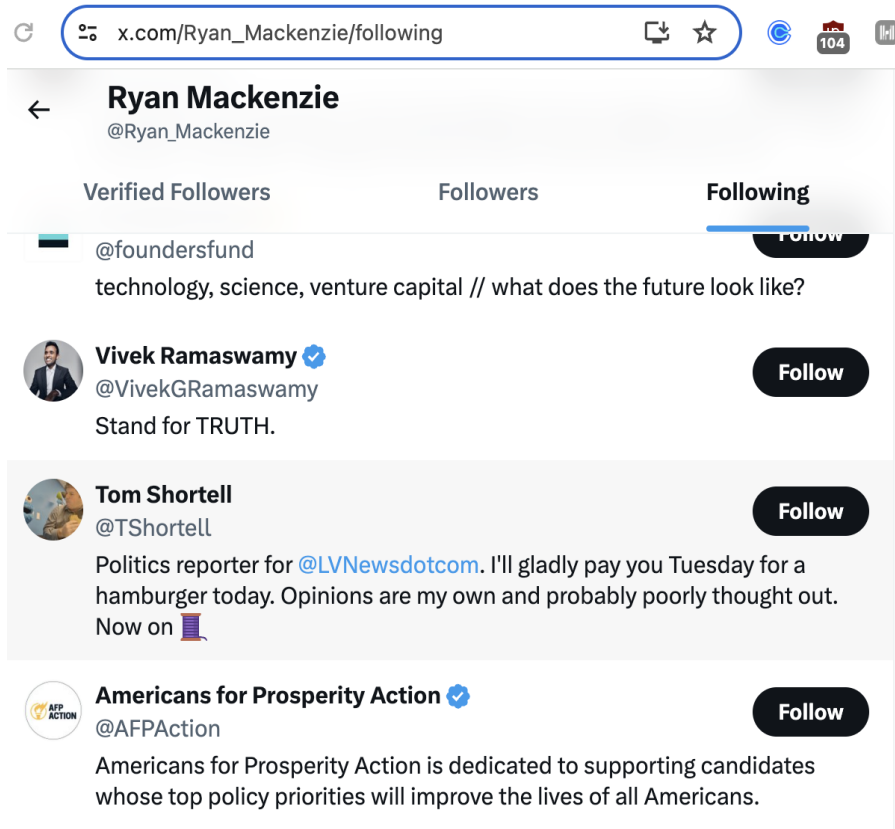 x.com/Ryan_Mackenzie/following
104
Ryan Mackenzie
@Ryan_Mackenzie
Verified Followers Followers Following
Follow
@foundersfund
technology, science, venture capital // what does the future look like?
Vivek Ramaswamy
@VivekGRamaswamy
Follow
Stand for TRUTH.
Tom Shortell
@TShortell
Follow
Politics reporter for @LVNewsdotcom. I'll gladly pay you Tuesday for a
hamburger today. Opinions are my own and probably poorly thought out.
Now on 🧵
AFP
ACTION
Americans for Prosperity Action
@AFPAction
Follow
Americans for Prosperity Action is dedicated to supporting candidates
whose top policy priorities will improve the lives of all Americans.